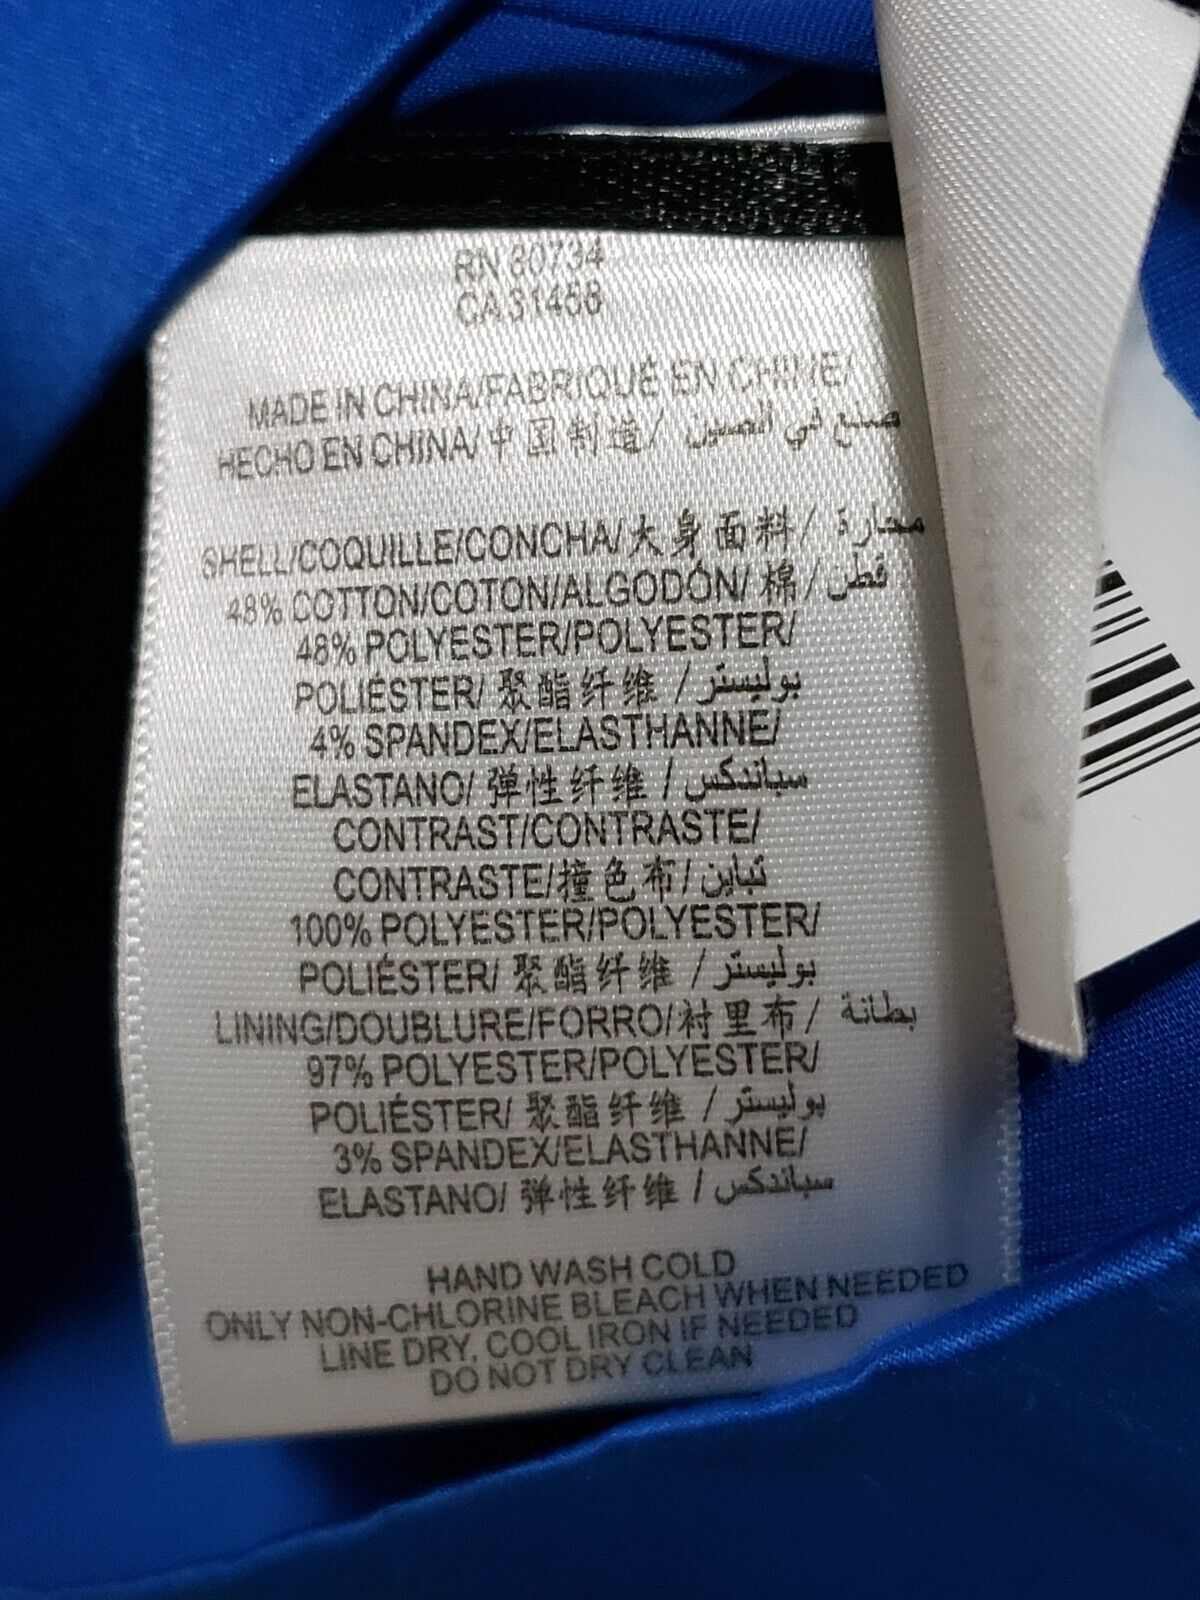 RN 80734
CA 31458
MADE IN CHINA/FABRIQUÉ EN CHINE/
HECHO EN CHINA/ 中国制造/ صنع في الصين
SHELL/COQUILLE/CONCHA/大身面料/ محارة
48% COTTON/COTON/ALGODÓN/ 棉/ قطن
48% POLYESTER/POLYESTER/
POLIÉSTER/ 聚酯纤维 / بوليستر
4% SPANDEX/ELASTHANNE/
ELASTANO/ 弹性纤维 / سباندكس
CONTRAST/CONTRASTE/
CONTRASTE/撞色布/ تباين
100% POLYESTER/POLYESTER/
POLIÉSTER/ 聚酯纤维 / بوليستر
LINING/DOUBLURE/FORRO/衬里布/ بطانة
97% POLYESTER/POLYESTER/
POLIÉSTER/ 聚酯纤维 / بوليستر
3% SPANDEX/ELASTHANNE/
ELASTANO/ 弹性纤维 / سباندكس
HAND WASH COLD
ONLY NON-CHLORINE BLEACH WHEN NEEDED
LINE DRY, COOL IRON IF NEEDED
DO NOT DRY CLEAN